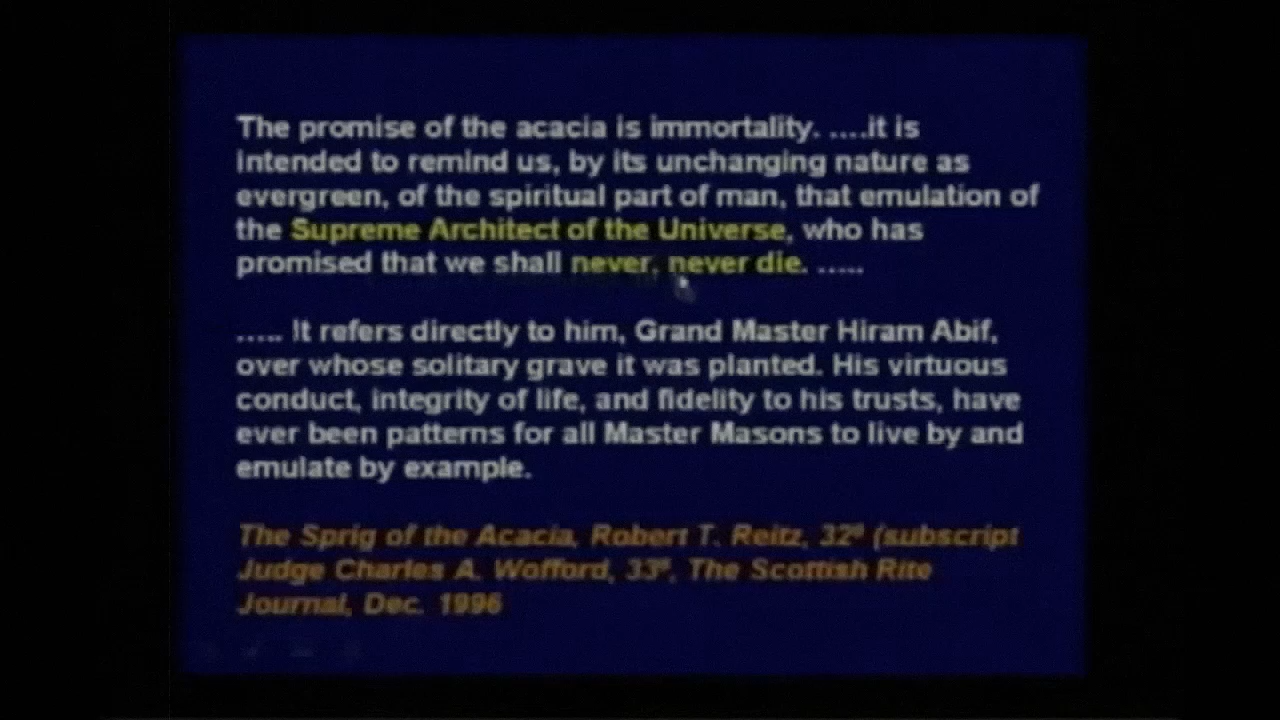 The promise of the acacia is immortality. ....it is
intended to remind us, by its unchanging nature as
evergreen, of the spiritual part of man, that emulation of
the Supreme Architect of the Universe, who has
promised that we shall never, never die. .....
..... It refers directly to him, Grand Master Hiram Abif,
over whose solitary grave it was planted. His virtuous
conduct, integrity of life, and fidelity to his trusts, have
ever been patterns for all Master Masons to live by and
emulate by example.
The Sprig of the Acacia, Robert T. Reitz, 32º (subscript
Judge Charles A. Wofford, 33º, The Scottish Rite
Journal, Dec. 1996